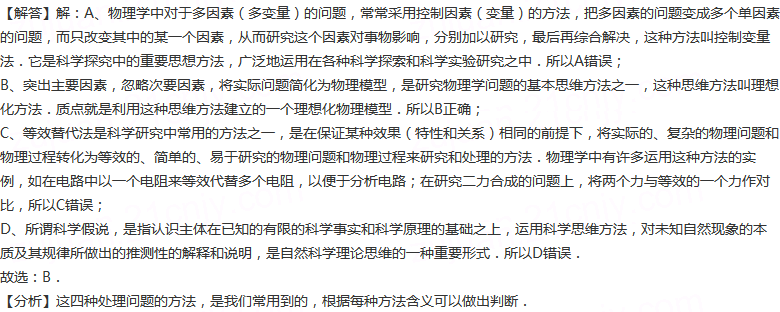 【解答】解：A、物理学中对于多因素（多变量）的问题，常常采用控制因素（变量）的方法，把多因素的问题变成多个单因素
的问题，而只改变其中的某一个因素，从而研究这个因素对事物影响，分别加以研究，最后再综合解决，这种方法叫控制变量
法．它是科学探究中的重要思想方法，广泛地运用在各种科学探索和科学实验研究之中．所以A错误；
B、突出主要因素，忽略次要因素，将实际问题简化为物理模型，是研究物理学问题的基本思维方法之一，这种思维方法叫理想
化方法．质点就是利用这种思维方法建立的一个理想化物理模型．所以B正确；
C、等效替代法是科学研究中常用的方法之一，是在保证某种效果（特性和关系）相同的前提下，将实际的、复杂的物理问题和
物理过程转化为等效的、简单的、易于研究的物理问题和物理过程来研究和处理的方法．物理学中有许多运用这种方法的实
例，如在电路中以一个电阻来等效代替多个电阻，以便于分析电路；在研究二力合成的问题上，将两个力与等效的一个力作对
比，所以C错误；
D、所谓科学假说，是指认识主体在已知的有限的科学事实和科学原理的基础之上，运用科学思维方法，对未知自然现象的本
质及其规律所做出的推测性的解释和说明，是自然科学理论思维的一种重要形式．所以D错误．
故选：B．
【分析】这四种处理问题的方法，是我们常用到的，根据每种方法含义可以做出判断．